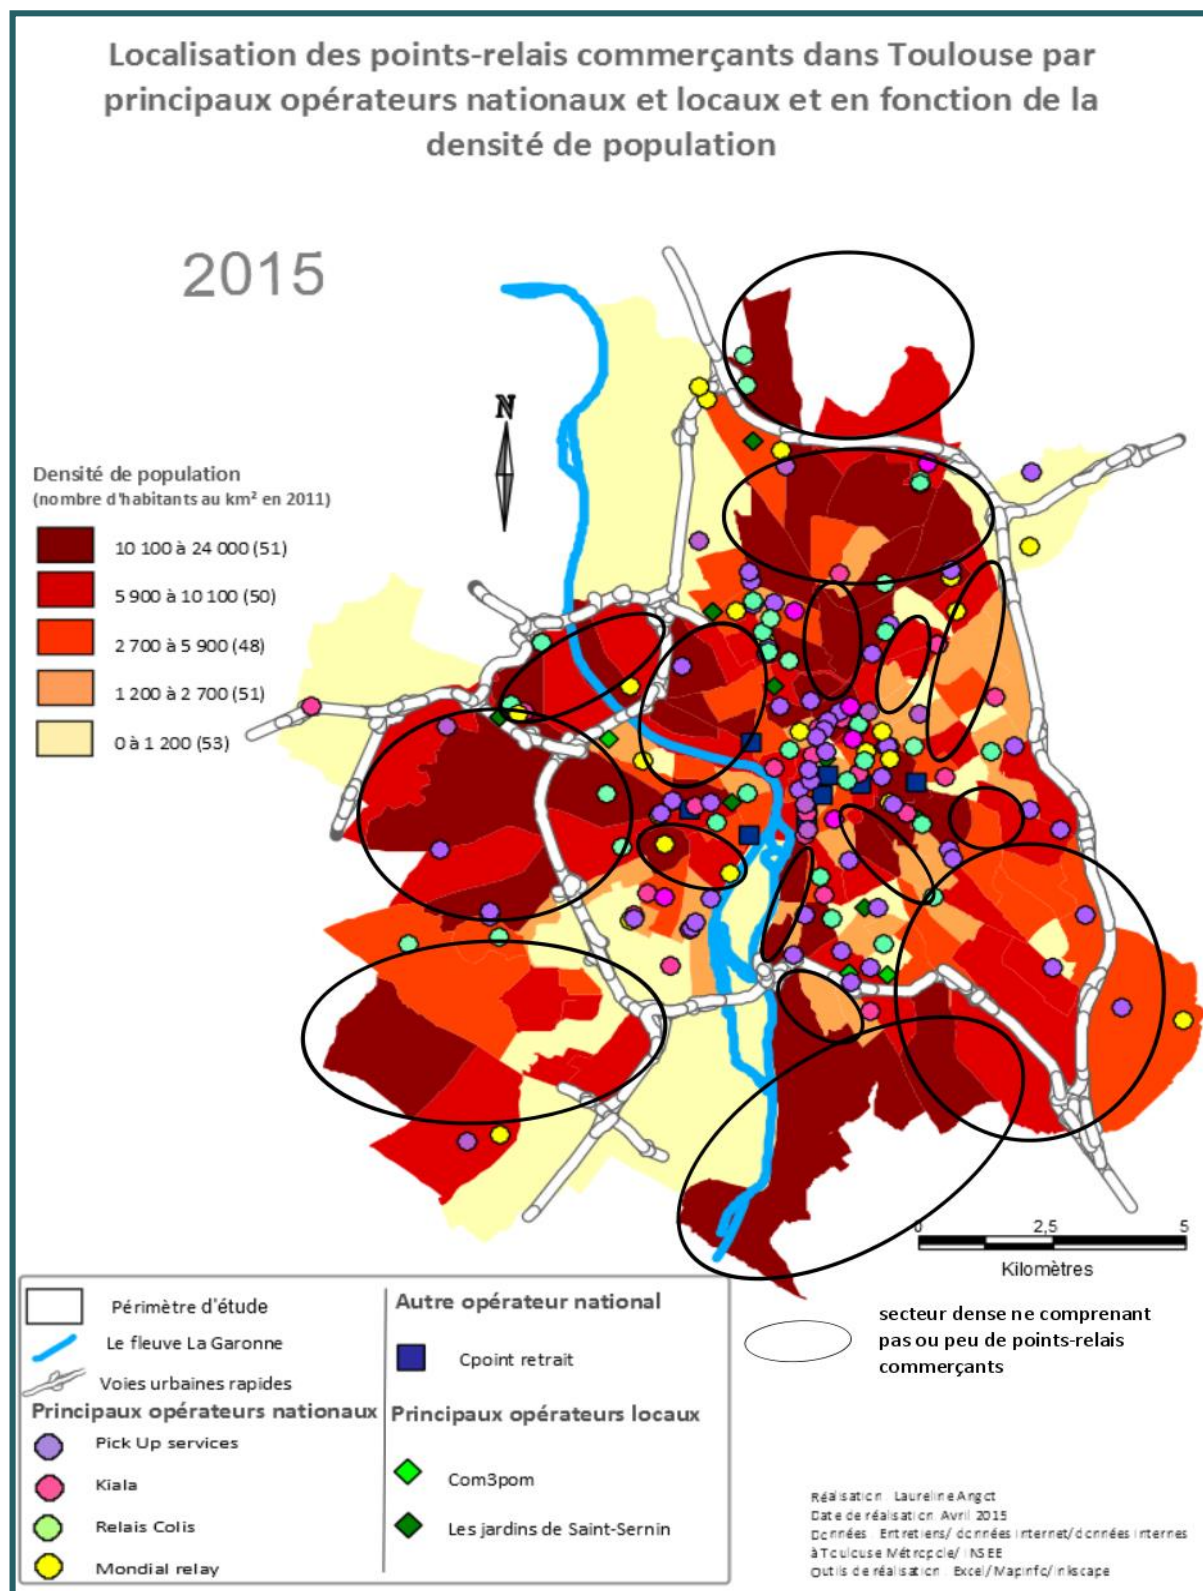 Localisation des points-relais commerçants dans Toulouse par
principaux opérateurs nationaux et locaux et en fonction de la
densité de population
2015
N
Densité de population
(nombre d'habitants au km² en 2011)
10 100 à 24 000 (51)
5 900 à 10 100 (50)
2 700 à 5 900 (48)
1 200 à 2 700 (51)
0 à 1 200 (53)
0 2,5 5
Kilomètres
Périmètre d'étude
Le fleuve La Garonne
Voies urbaines rapides
Principaux opérateurs nationaux
Pick Up services
Kiala
Relais Colis
Mondial relay
Autre opérateur national
Cpoint retrait
Principaux opérateurs locaux
Com3pom
Les jardins de Saint-Sernin
secteur dense ne comprenant
pas ou peu de points-relais
commerçants
Réalisation : Laureline Angot
Date de réalisation : Avril 2015
Données : Entretiens/ données internet/données internes
à Toulouse Métropole/ INSEE
Outils de réalisation : Excel/Mapinfo/Inkscape